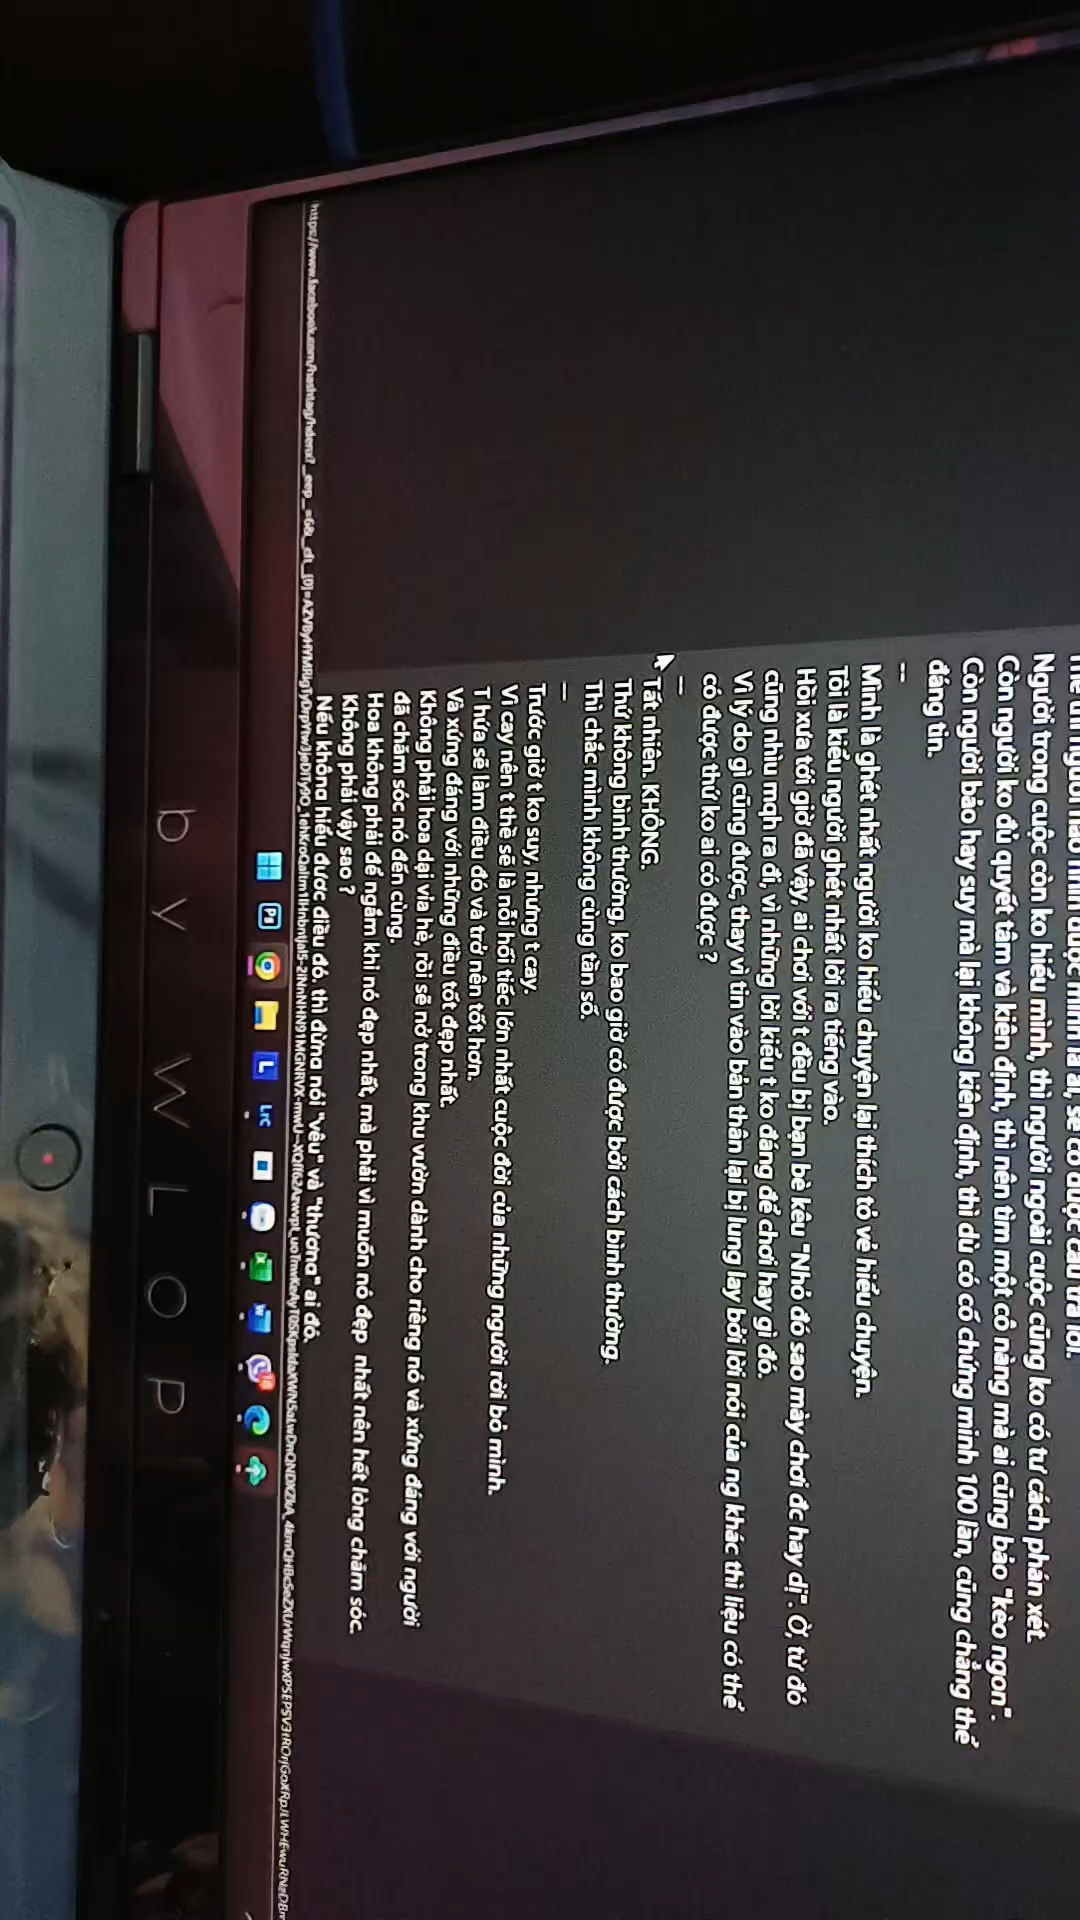 Người trong cuộc còn ko hiểu mình, thì người ngoài cuộc cũng ko có tư cách phán xét.
Còn người ko đủ quyết tâm và kiên định, thì nên tìm một cô nàng mà ai cũng bảo "kèo ngon".
Còn người bảo hay suy mà lại không kiên định, thì dù có cố chứng minh 100 lần, cũng chẳng thể
đáng tin.
--
Mình là ghét nhất người ko hiểu chuyện lại thích tỏ vẻ hiểu chuyện.
Tôi là kiểu người ghét nhất lời ra tiếng vào.
Hồi xưa tới giờ đã vậy, ai chơi với t đều bị bạn bè kêu "Nhỏ đó sao mày chơi đc hay dị". Ờ, từ đó
cũng nhìu mqh ra đi, vì những lời kiểu t ko đáng để chơi hay gì đó.
Vì lý do gì cũng được, thay vì tin vào bản thân lại bị lung lay bởi lời nói của ng khác thì liệu có thể
có được thứ ko ai có được ?
—
Tất nhiên. KHÔNG.
Thứ không bình thường, ko bao giờ có được bởi cách bình thường.
Thì chắc mình không cùng tần số.
—
Trước giờ t ko suy, nhưng t cay.
Vì cay nên t thề sẽ là nỗi hối tiếc lớn nhất cuộc đời của những người rời bỏ mình.
T hứa sẽ làm điều đó và trở nên tốt hơn.
Và xứng đáng với những điều tốt đẹp nhất.
Không phải hoa dại vỉa hè, rồi sẽ nở trong khu vườn dành cho riêng nó và xứng đáng với người
đã chăm sóc nó đến cùng.
Hoa không phải để ngắm khi nó đẹp nhất, mà phải vì muốn nó đẹp nhất nên hết lòng chăm sóc.
Không phải vậy sao ?
Nếu không hiểu được điều đó, thì đừng nói "yêu" và "thương" ai đó.
https://www.facebook.com/hashtag/
Ps
L
Lrc
by WLOP